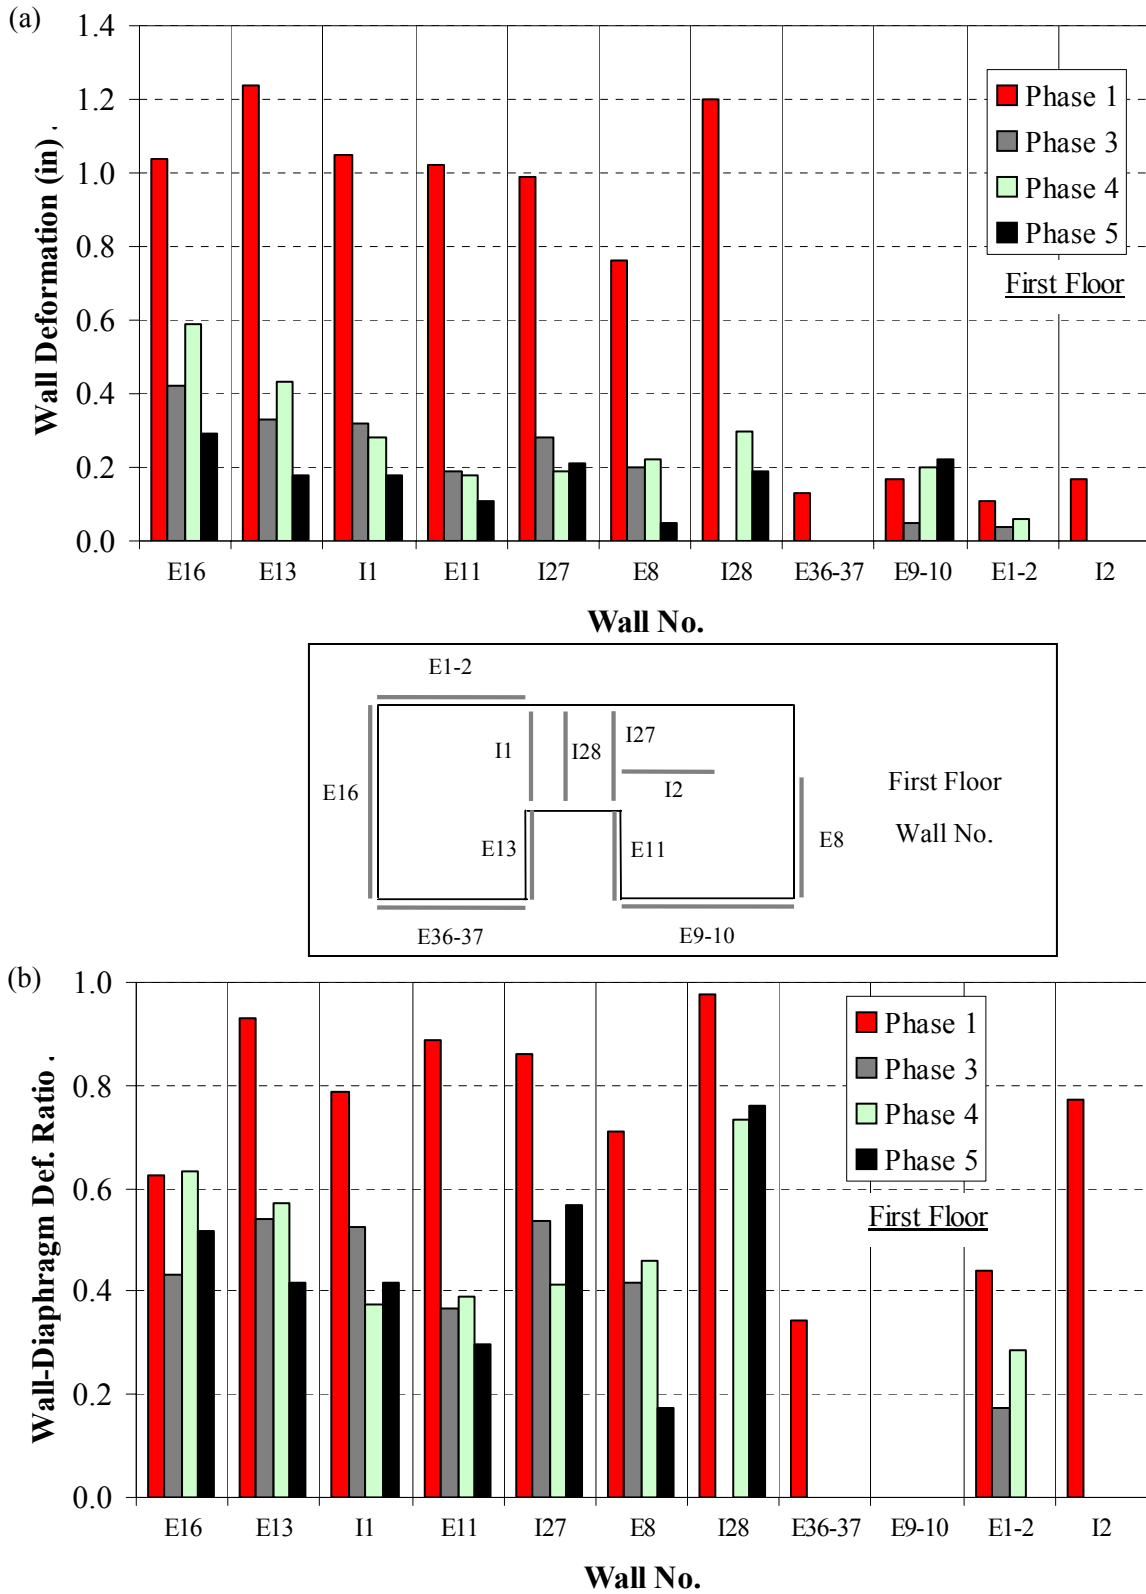 (a)
1.4
1.2
1.0
0.8
0.6
0.4
0.2
0.0
Wall Deformation (in) .
Phase 1
Phase 3
Phase 4
Phase 5
First Floor
E16 E13 I1 E11 I27 E8 I28 E36-37 E9-10 E1-2 I2
Wall No.
E1-2
I1
I28
I27
I2
E16
E13
E11
E8
First Floor
Wall No.
E36-37
E9-10
(b)
1.0
0.8
0.6
0.4
0.2
0.0
Wall-Diaphragm Def. Ratio .
Phase 1
Phase 3
Phase 4
Phase 5
First Floor
E16 E13 I1 E11 I27 E8 I28 E36-37 E9-10 E1-2 I2
Wall No.